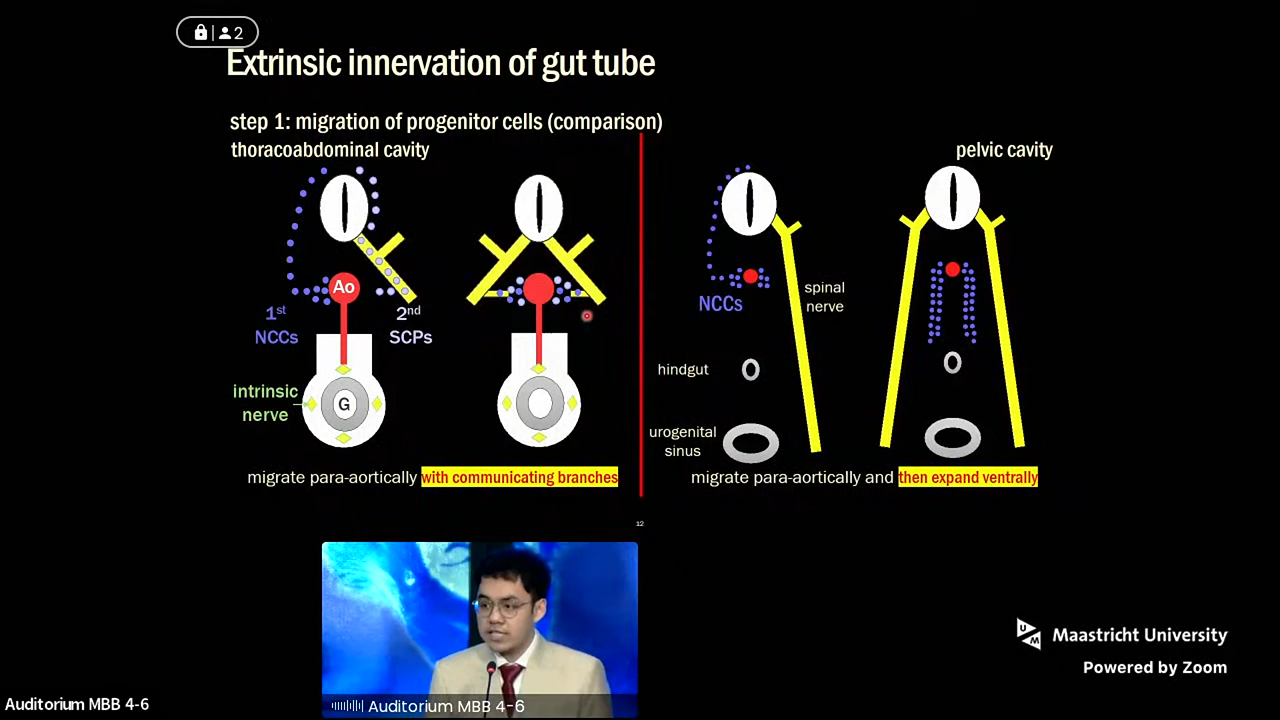 2
Extrinsic innervation of gut tube
step 1: migration of progenitor cells (comparison)
thoracoabdominal cavity
pelvic cavity
Ao
1st
NCCs
2nd
SCPs
NCCs
spinal
nerve
intrinsic
nerve
G
hindgut
urogenital
sinus
migrate para-aortically with communicating branches
migrate para-aortically and then expand ventrally
12
UM
Maastricht University
Powered by Zoom
Auditorium MBB 4-6
Auditorium MBB 4-6